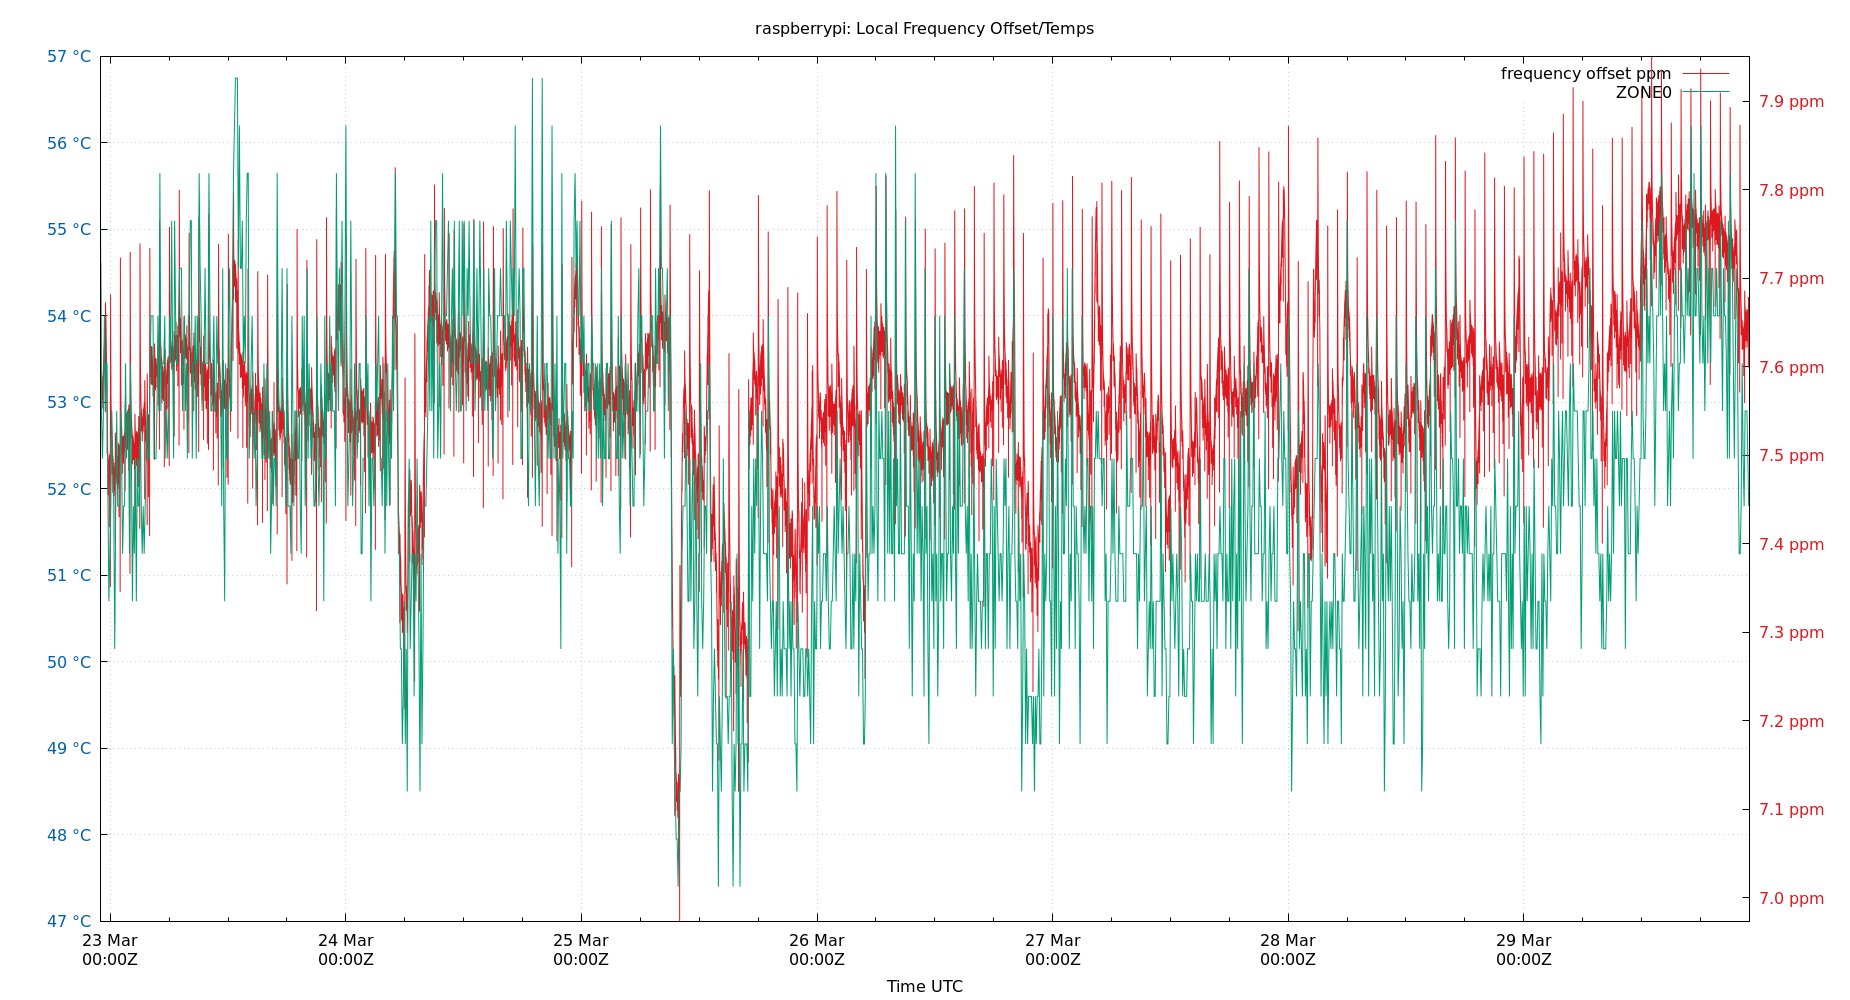 raspberrypi: Local Frequency Offset/Temps
57 °C
56 °C
55 °C
54 °C
53 °C
52 °C
51 °C
50 °C
49 °C
48 °C
47 °C
frequency offset ppm
ZONE0
7.9 ppm
7.8 ppm
7.7 ppm
7.6 ppm
7.5 ppm
7.4 ppm
7.3 ppm
7.2 ppm
7.1 ppm
7.0 ppm
23 Mar 24 Mar 25 Mar 26 Mar 27 Mar 28 Mar 29 Mar
00:00Z 00:00Z 00:00Z 00:00Z 00:00Z 00:00Z 00:00Z
Time UTC